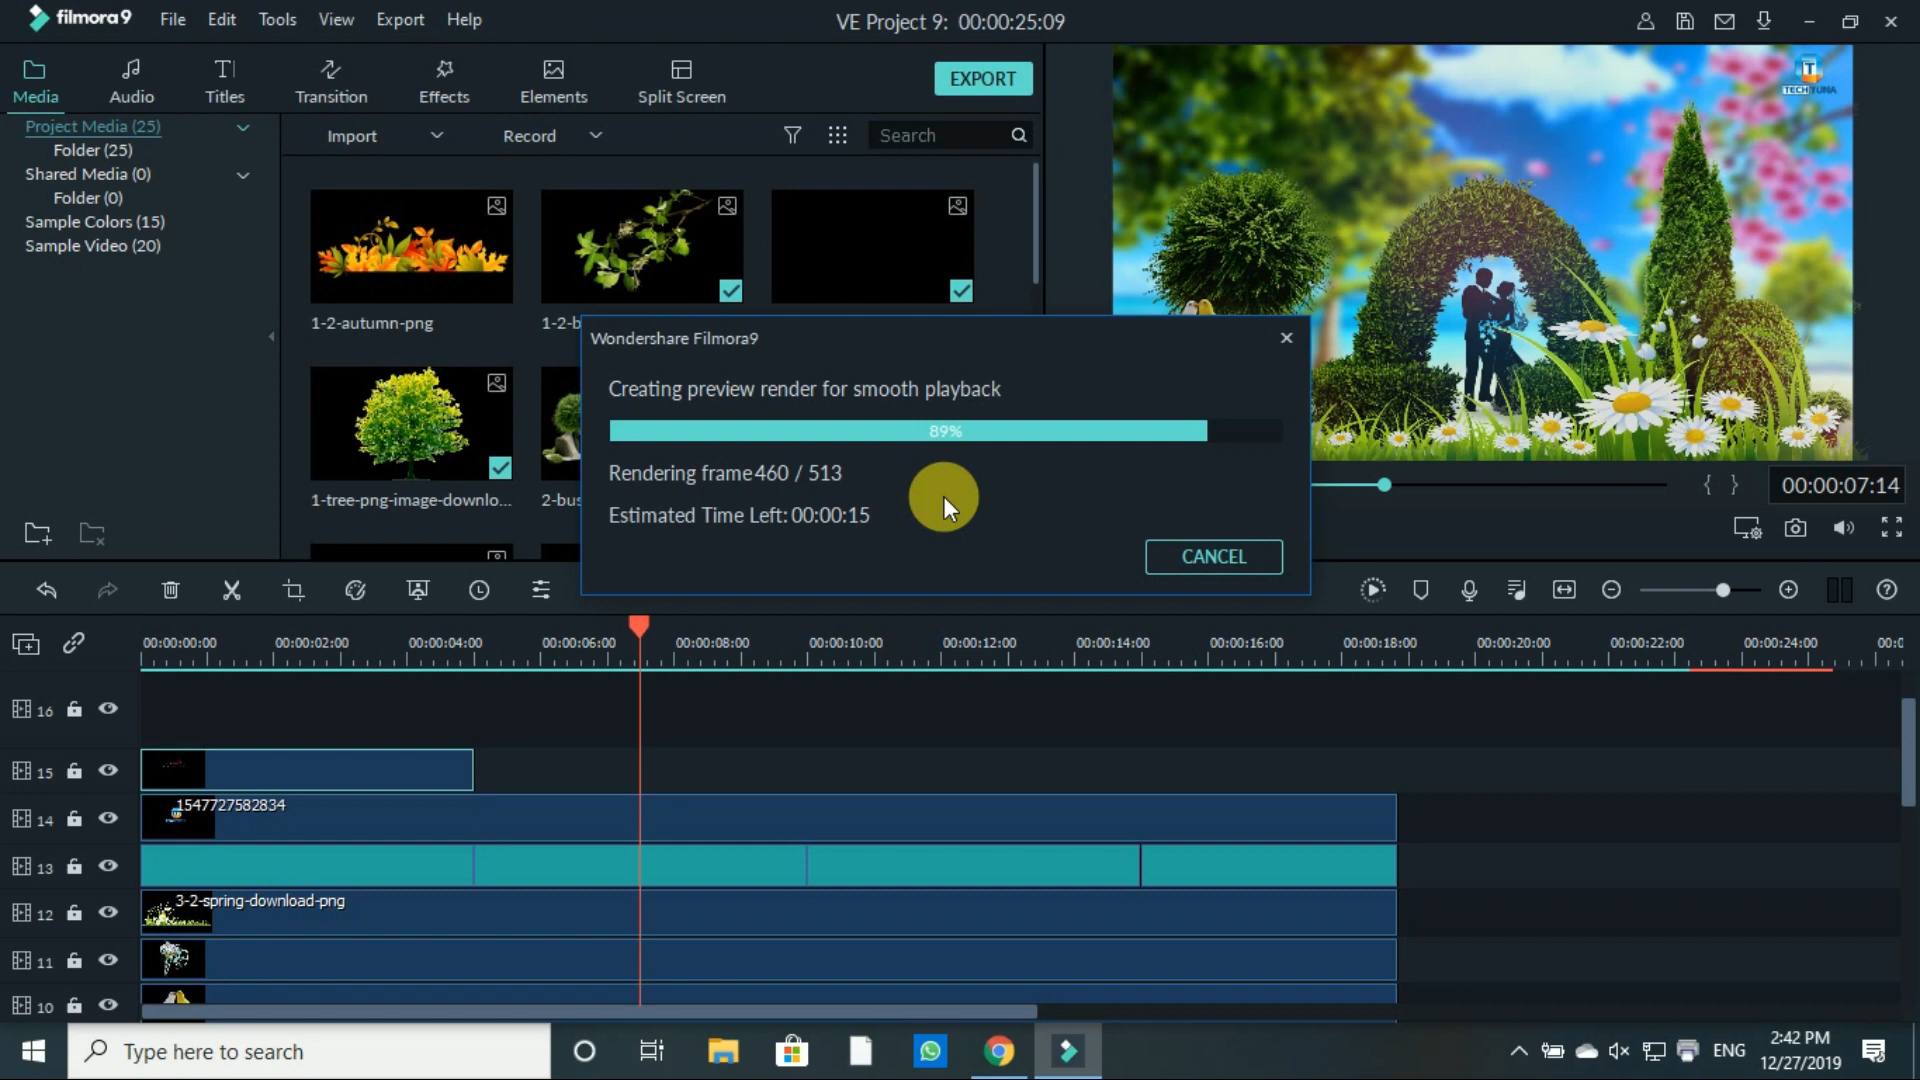 filmora9
File Edit Tools View Export Help
VE Project 9: 00:00:25:09
Media Audio Titles Transition Effects Elements Split Screen
EXPORT
TECH TUNA
Project Media (25)
Folder (25)
Shared Media (0)
Folder (0)
Sample Colors (15)
Sample Video (20)
Import Record Search
1-2-autumn-png
1-2-b
1-tree-png-image-downlo...
2-bus
Wondershare Filmora9
Creating preview render for smooth playback
89%
Rendering frame 460 / 513
Estimated Time Left: 00:00:15
CANCEL
{ } 00:00:07:14
00:00:00:00 00:00:02:00 00:00:04:00 00:00:06:00 00:00:08:00 00:00:10:00 00:00:12:00 00:00:14:00 00:00:16:00 00:00:18:00 00:00:20:00 00:00:22:00 00:00:24:00 00:0
16
15
14
1547727582834
13
12
3-2-spring-download-png
11
10
Type here to search
ENG
2:42 PM
12/27/2019